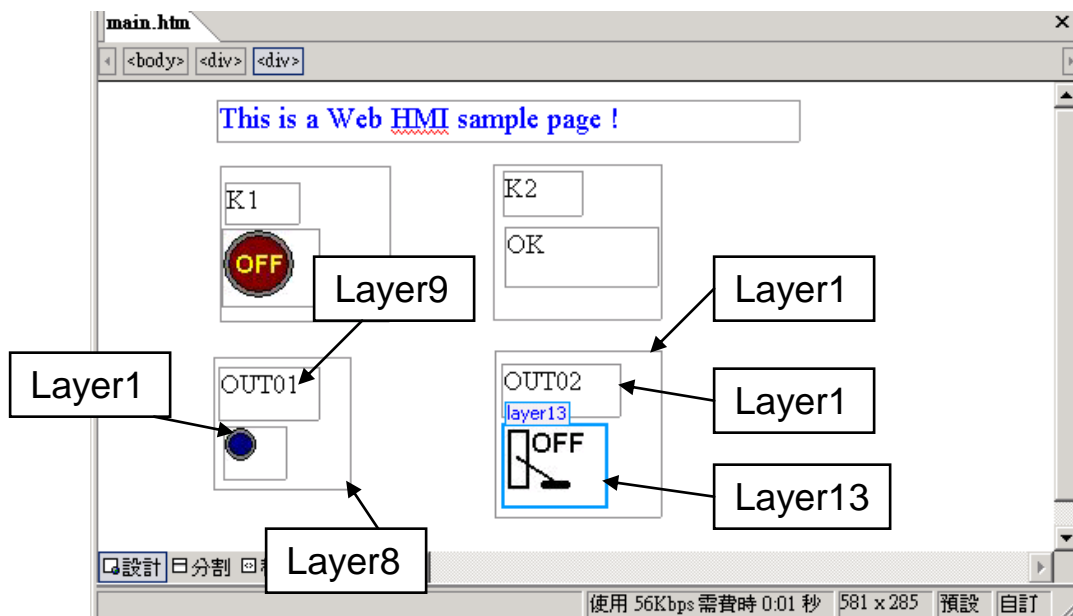 main.htm
<body> <div> <div>
This is a Web HMI sample page !
K1
K2
OFF
OK
Layer9
Layer1
Layer1
OUT01
OUT02
layer13
Layer1
OFF
Layer13
Layer8
設計 分割
使用 56Kbps 需費時 0:01 秒 581 x 285 預設 自訂